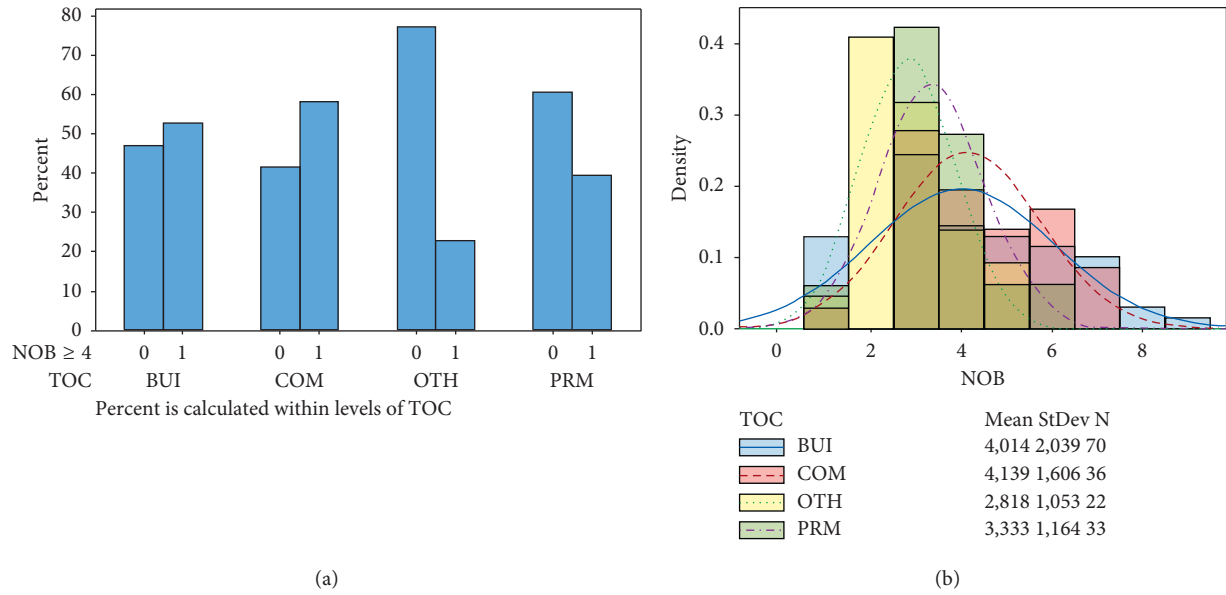 80
70
60
50
40
30
20
10
0
Percent
NOB ≥ 4 0 1 0 1 0 1 0 1
TOC BUI COM OTH PRM
Percent is calculated within levels of TOC
(a)
0.4
0.3
0.2
0.1
0.0
Density
0 2 4 6 8
NOB
TOC Mean StDev N
BUI 4,014 2,039 70
COM 4,139 1,606 36
OTH 2,818 1,053 22
PRM 3,333 1,164 33
(b)